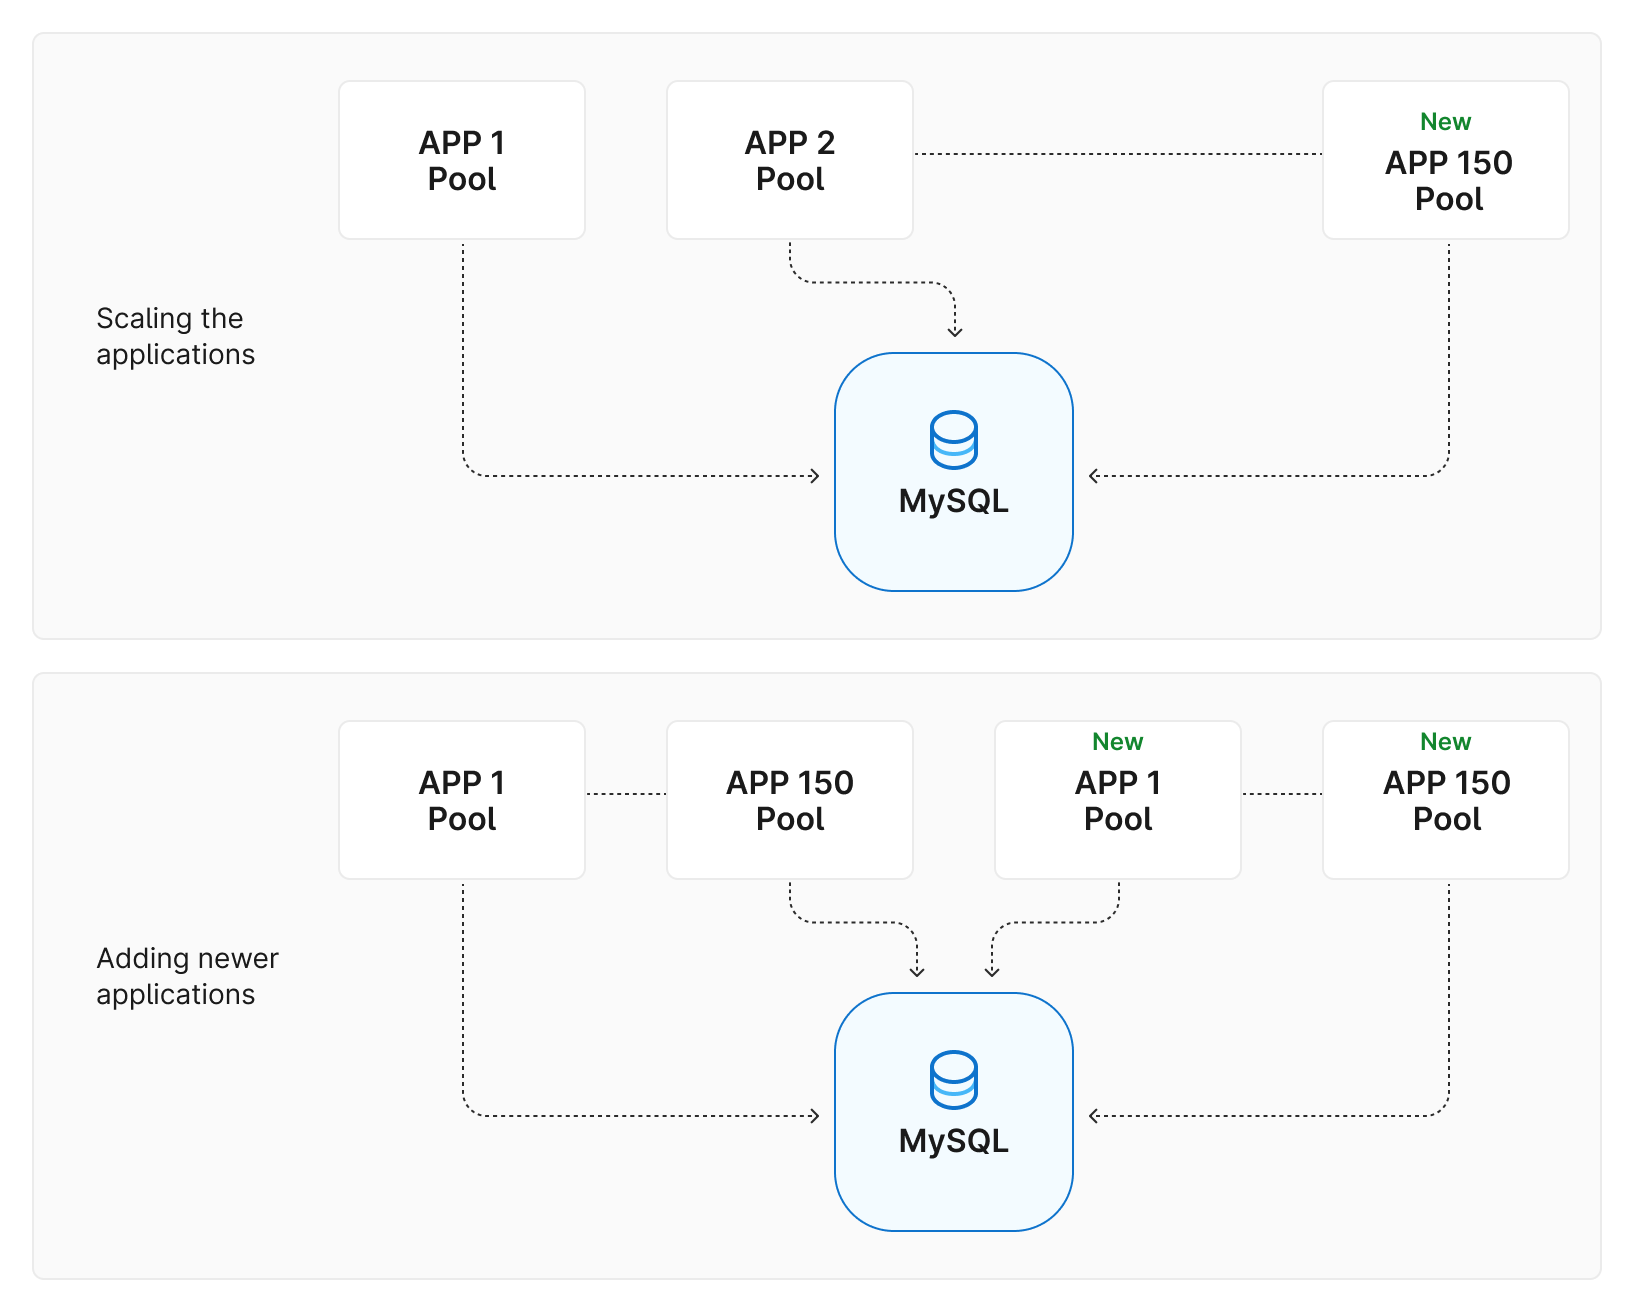 APP 1
Pool
APP 2
Pool
New
APP 150
Pool
Scaling the
applications
MySQL
APP 1
Pool
APP 150
Pool
New
APP 1
Pool
New
APP 150
Pool
Adding newer
applications
MySQL